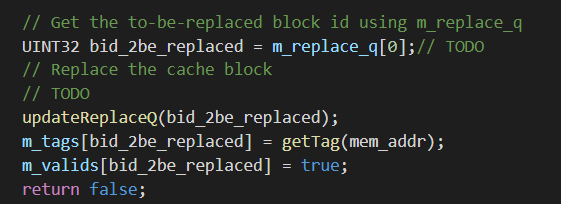 // Get the to-be-replaced block id using m_replace_q
UINT32 bid_2be_replaced = m_replace_q[0];// TODO
// Replace the cache block
// TODO
updateReplaceQ(bid_2be_replaced);
m_tags[bid_2be_replaced] = getTag(mem_addr);
m_valids[bid_2be_replaced] = true;
return false;